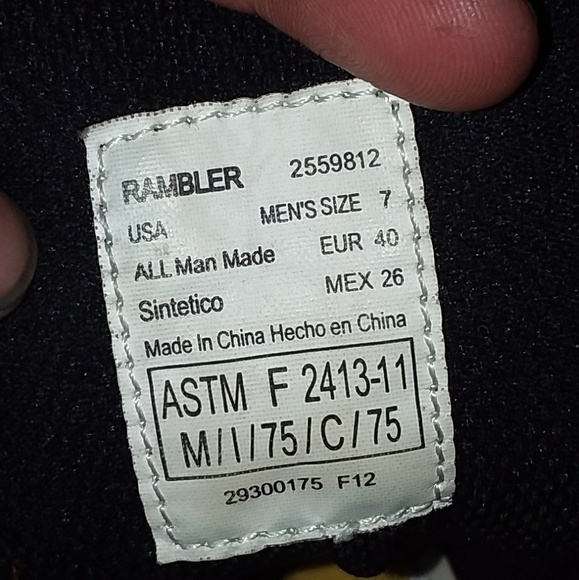 RAMBLER 2559812
USA MEN'S SIZE 7
ALL Man Made EUR 40
Sintetico MEX 26
Made In China Hecho en China
ASTM F 2413-11
M/I/75/C/75
29300175 F12